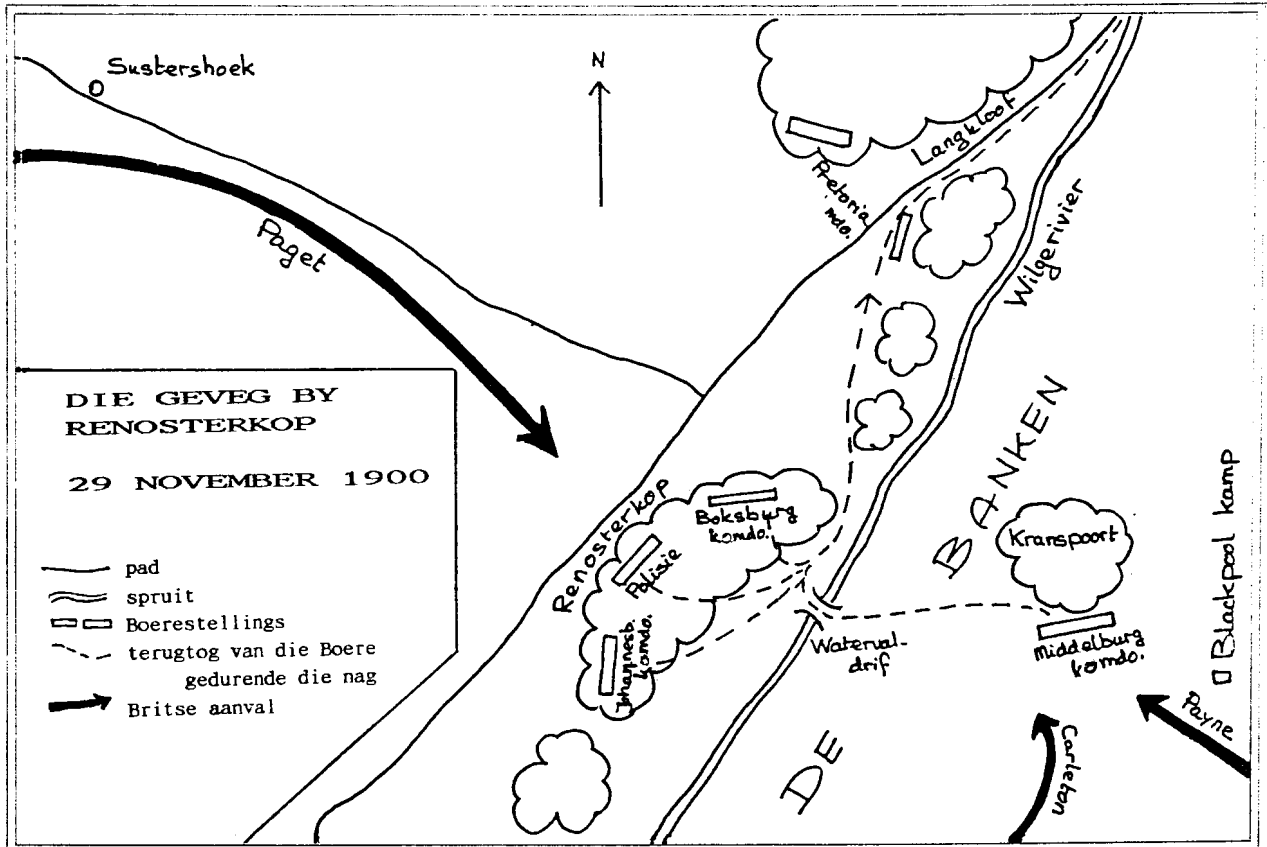 Sustershoek
N
Paget
Langkloof
Pretoria
mdo.
Wilgerivier
DIE GEVEG BY
RENOSTERKOP
29 NOVEMBER 1900
pad
spruit
Boerestellings
terugtog van die Boere
gedurende die nag
Britse aanval
Renosterkop
Boksburg
komdo.
Polisie
Johannesb.
komdo.
Waterval-
drif
DE BANKEN
Kranspoort
Middelburg
komdo.
Blackpool kamp
Payne
Carleton